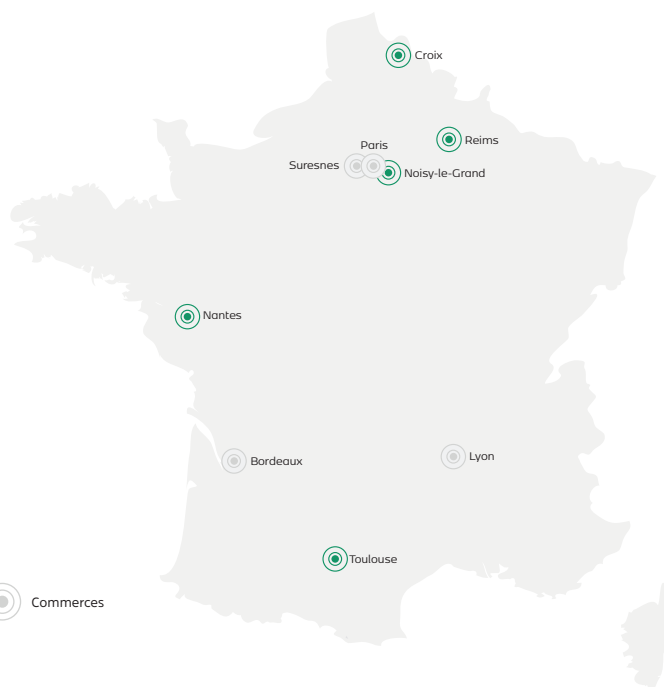 Croix
Reims
Paris
Suresnes
Noisy-le-Grand
Nantes
Lyon
Bordeaux
Toulouse
Commerces